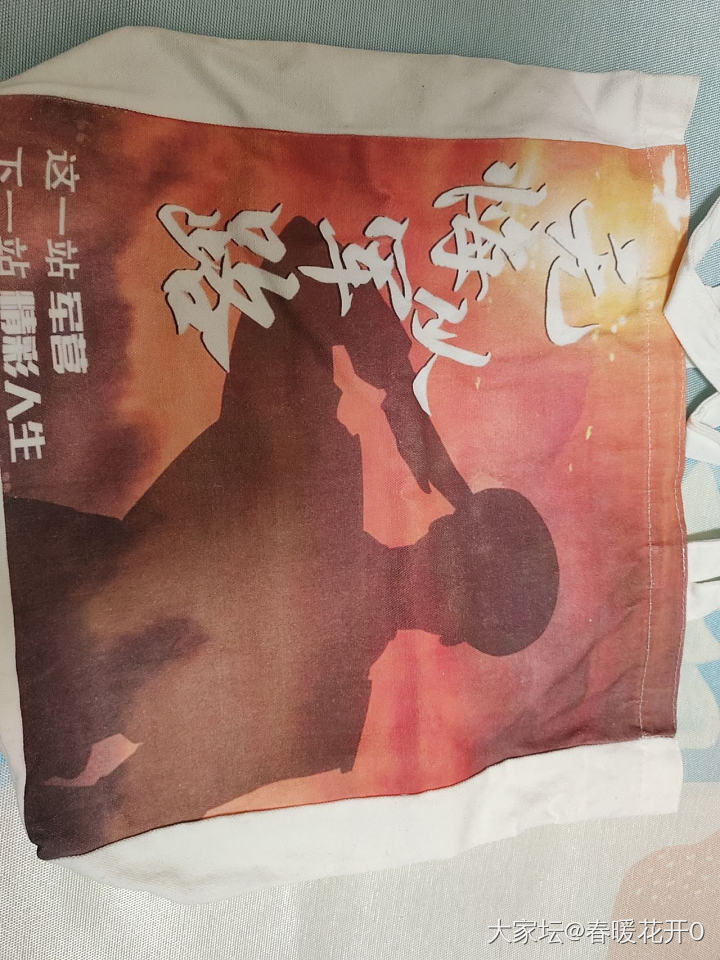 无悔从军路
“这一站 军营
下一站 精彩人生”
大家坛@春暖花开0